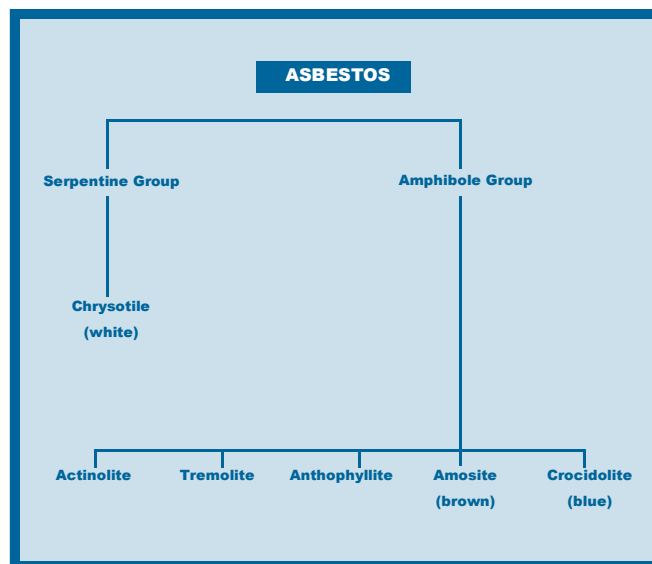 ASBESTOS
Serpentine Group
Amphibole Group
Chrysotile
(white)
Actinolite
Tremolite
Anthophyllite
Amosite
(brown)
Crocidolite
(blue)